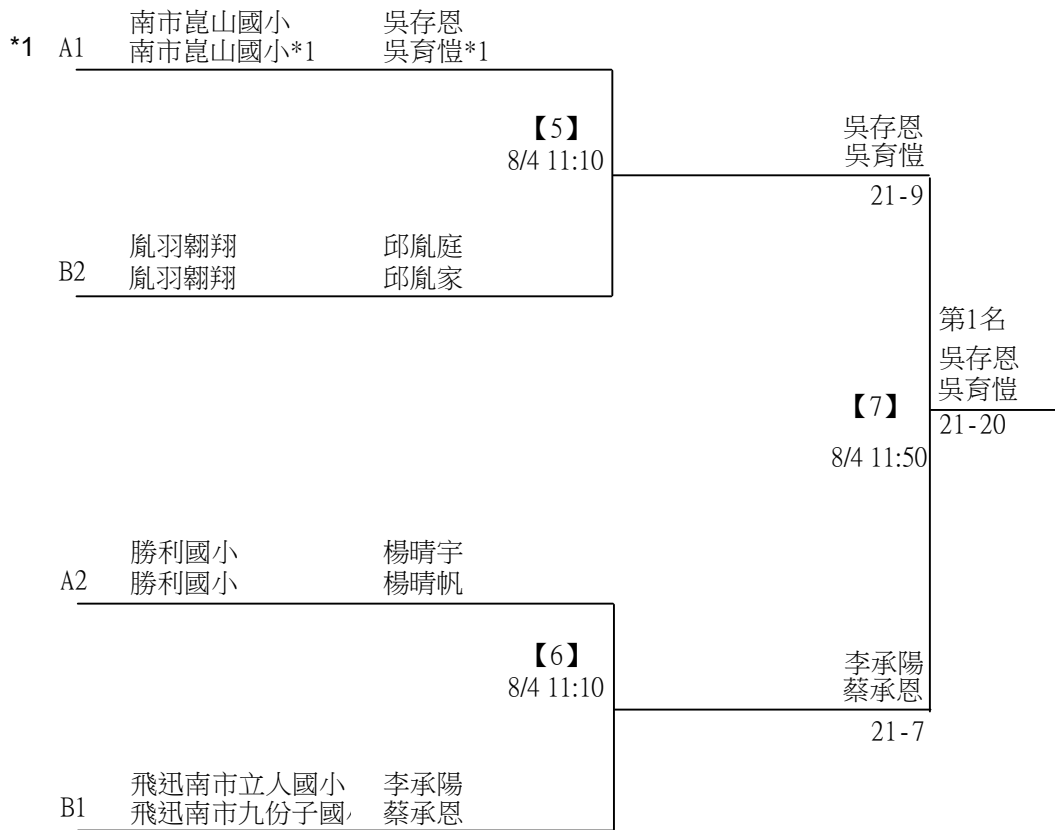 南市崑山國小 吳存恩
*1 A1 南市崑山國小*1 吳育愷*1
【5】
8/4 11:10
吳存恩
吳育愷
21-9
胤羽翱翔 邱胤庭
B2 胤羽翱翔 邱胤家
第1名
吳存恩
吳育愷
【7】
21-20
8/4 11:50
勝利國小 楊晴宇
A2 勝利國小 楊晴帆
【6】
8/4 11:10
李承陽
蔡承恩
21-7
飛迅南市立人國小 李承陽
B1 飛迅南市九份子國 蔡承恩